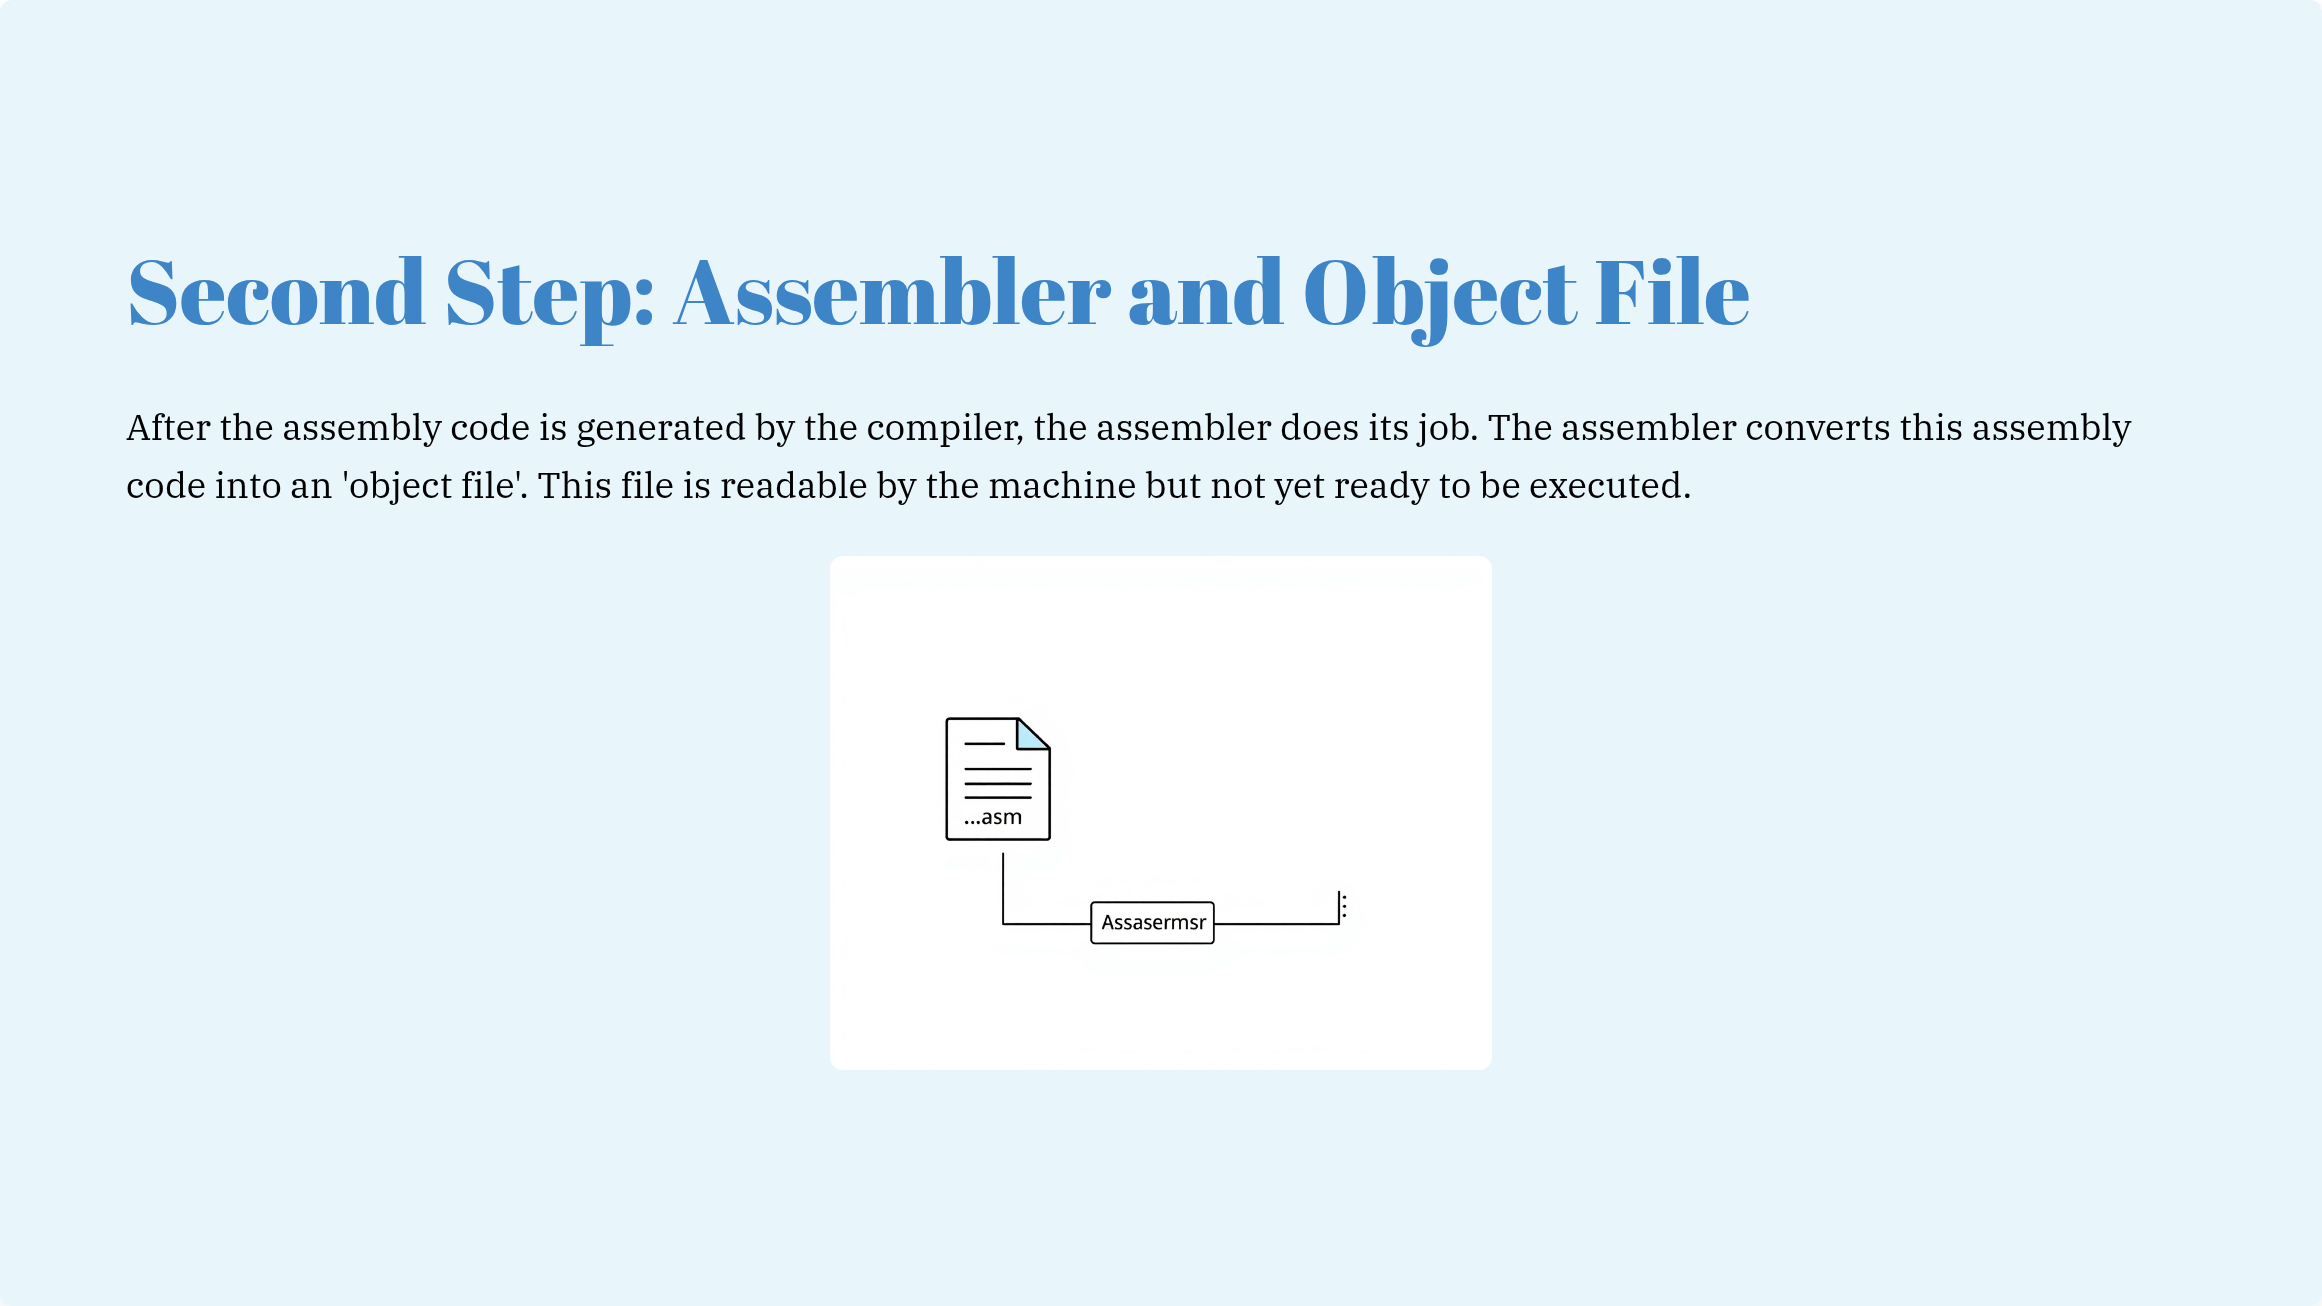 Second Step: Assembler and Object File
After the assembly code is generated by the compiler, the assembler does its job. The assembler converts this assembly
code into an 'object file'. This file is readable by the machine but not yet ready to be executed.
...asm
Assasermsr